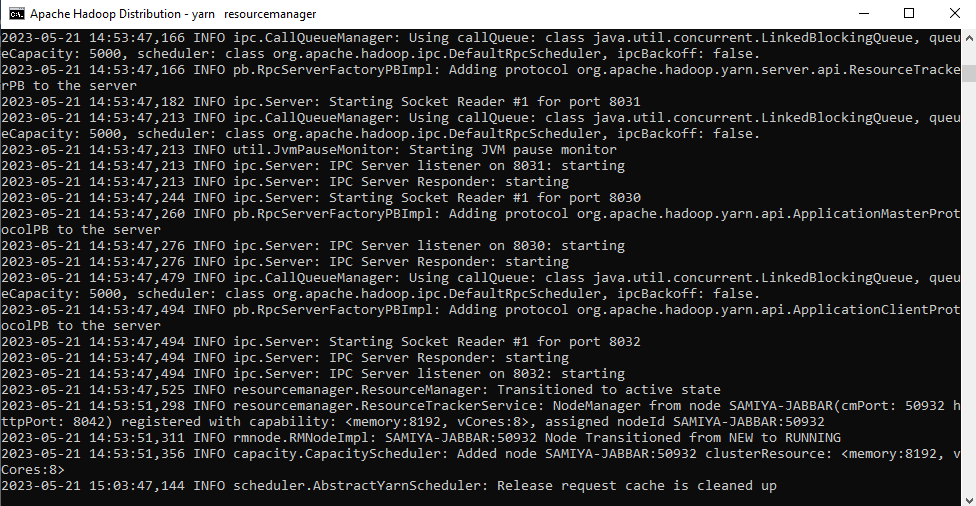 Apache Hadoop Distribution - yarn   resourcemanager
2023-05-21 14:53:47,166 INFO ipc.CallQueueManager: Using callQueue: class java.util.concurrent.LinkedBlockingQueue, queu
eCapacity: 5000, scheduler: class org.apache.hadoop.ipc.DefaultRpcScheduler, ipcBackoff: false.
2023-05-21 14:53:47,166 INFO pb.RpcServerFactoryPBImpl: Adding protocol org.apache.hadoop.yarn.server.api.ResourceTracke
rPB to the server
2023-05-21 14:53:47,182 INFO ipc.Server: Starting Socket Reader #1 for port 8031
2023-05-21 14:53:47,213 INFO ipc.CallQueueManager: Using callQueue: class java.util.concurrent.LinkedBlockingQueue, queu
eCapacity: 5000, scheduler: class org.apache.hadoop.ipc.DefaultRpcScheduler, ipcBackoff: false.
2023-05-21 14:53:47,213 INFO util.JvmPauseMonitor: Starting JVM pause monitor
2023-05-21 14:53:47,213 INFO ipc.Server: IPC Server listener on 8031: starting
2023-05-21 14:53:47,213 INFO ipc.Server: IPC Server Responder: starting
2023-05-21 14:53:47,244 INFO ipc.Server: Starting Socket Reader #1 for port 8030
2023-05-21 14:53:47,260 INFO pb.RpcServerFactoryPBImpl: Adding protocol org.apache.hadoop.yarn.api.ApplicationMasterProt
ocolPB to the server
2023-05-21 14:53:47,276 INFO ipc.Server: IPC Server listener on 8030: starting
2023-05-21 14:53:47,276 INFO ipc.Server: IPC Server Responder: starting
2023-05-21 14:53:47,479 INFO ipc.CallQueueManager: Using callQueue: class java.util.concurrent.LinkedBlockingQueue, queu
eCapacity: 5000, scheduler: class org.apache.hadoop.ipc.DefaultRpcScheduler, ipcBackoff: false.
2023-05-21 14:53:47,494 INFO pb.RpcServerFactoryPBImpl: Adding protocol org.apache.hadoop.yarn.api.ApplicationClientProt
ocolPB to the server
2023-05-21 14:53:47,494 INFO ipc.Server: Starting Socket Reader #1 for port 8032
2023-05-21 14:53:47,494 INFO ipc.Server: IPC Server Responder: starting
2023-05-21 14:53:47,494 INFO ipc.Server: IPC Server listener on 8032: starting
2023-05-21 14:53:47,525 INFO resourcemanager.ResourceManager: Transitioned to active state
2023-05-21 14:53:51,298 INFO resourcemanager.ResourceTrackerService: NodeManager from node SAMIYA-JABBAR(cmPort: 50932 h
ttpPort: 8042) registered with capability: <memory:8192, vCores:8>, assigned nodeId SAMIYA-JABBAR:50932
2023-05-21 14:53:51,311 INFO rmnode.RMNodeImpl: SAMIYA-JABBAR:50932 Node Transitioned from NEW to RUNNING
2023-05-21 14:53:51,356 INFO capacity.CapacityScheduler: Added node SAMIYA-JABBAR:50932 clusterResource: <memory:8192, v
Cores:8>
2023-05-21 15:03:47,144 INFO scheduler.AbstractYarnScheduler: Release request cache is cleaned up